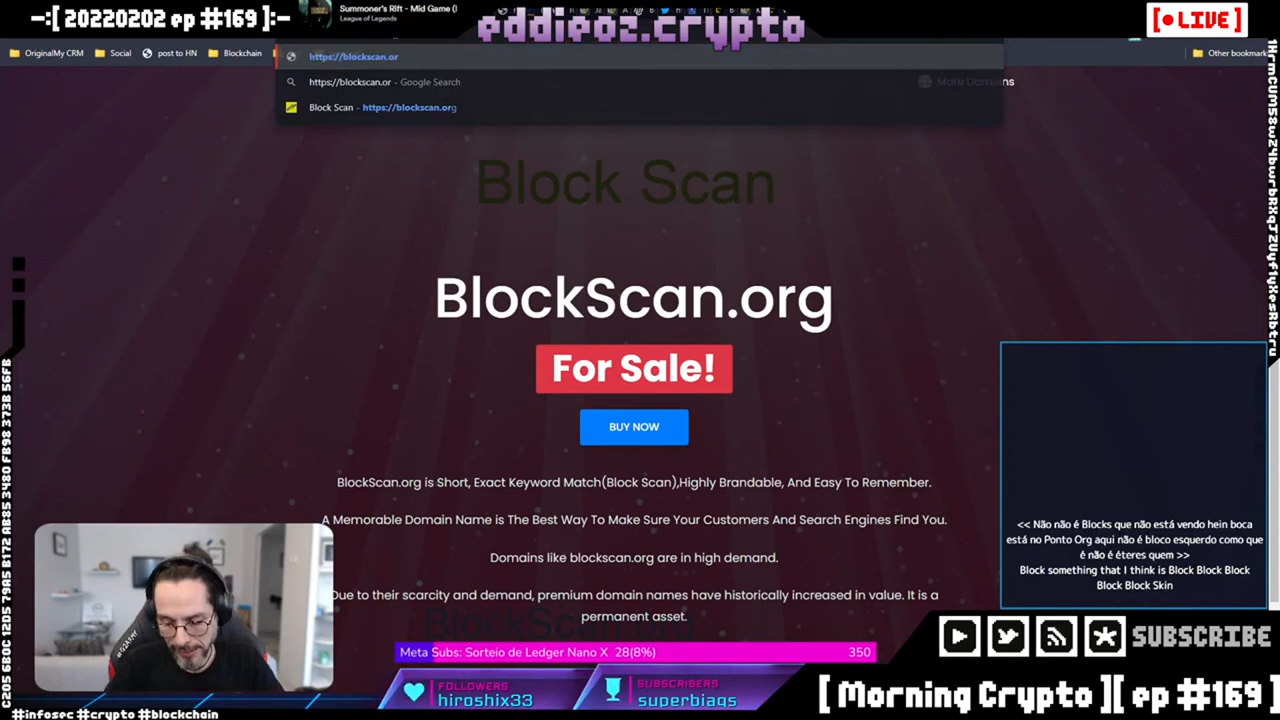 –:[ 20220202 ep #169 ]:–
Summoner's Rift - Mid Game (
League of Legends
eddieoz.crypto
[• LIVE ]
OriginalMy CRM
Social
post to HN
Blockchain
Other bookmark
https://blockscan.or
https://blockscan.or - Google Search
More Domains
Block Scan - https://blockscan.org
Block Scan
BlockScan.org
For Sale!
BUY NOW
BlockScan.org is Short, Exact Keyword Match(Block Scan),Highly Brandable, And Easy To Remember.
A Memorable Domain Name is The Best Way To Make Sure Your Customers And Search Engines Find You.
Domains like blockscan.org are in high demand.
Due to their scarcity and demand, premium domain names have historically increased in value. It is a
permanent asset.
BlockScan.org
<< Não não é Blocks que não está vendo hein boca
está no Ponto Org aqui não é bloco esquerdo como que
é não é éteres quem >>
Block something that I think is Block Block Block
Block Block Skin
Meta Subs: Sorteio de Ledger Nano X 28(8%)
350
FOLLOWERS
hiroshix33
SUBSCRIBERS
superbiaqs
SUBSCRIBE
[ Morning Crypto ][ ep #169 ]
#infosec #crypto #blockchain